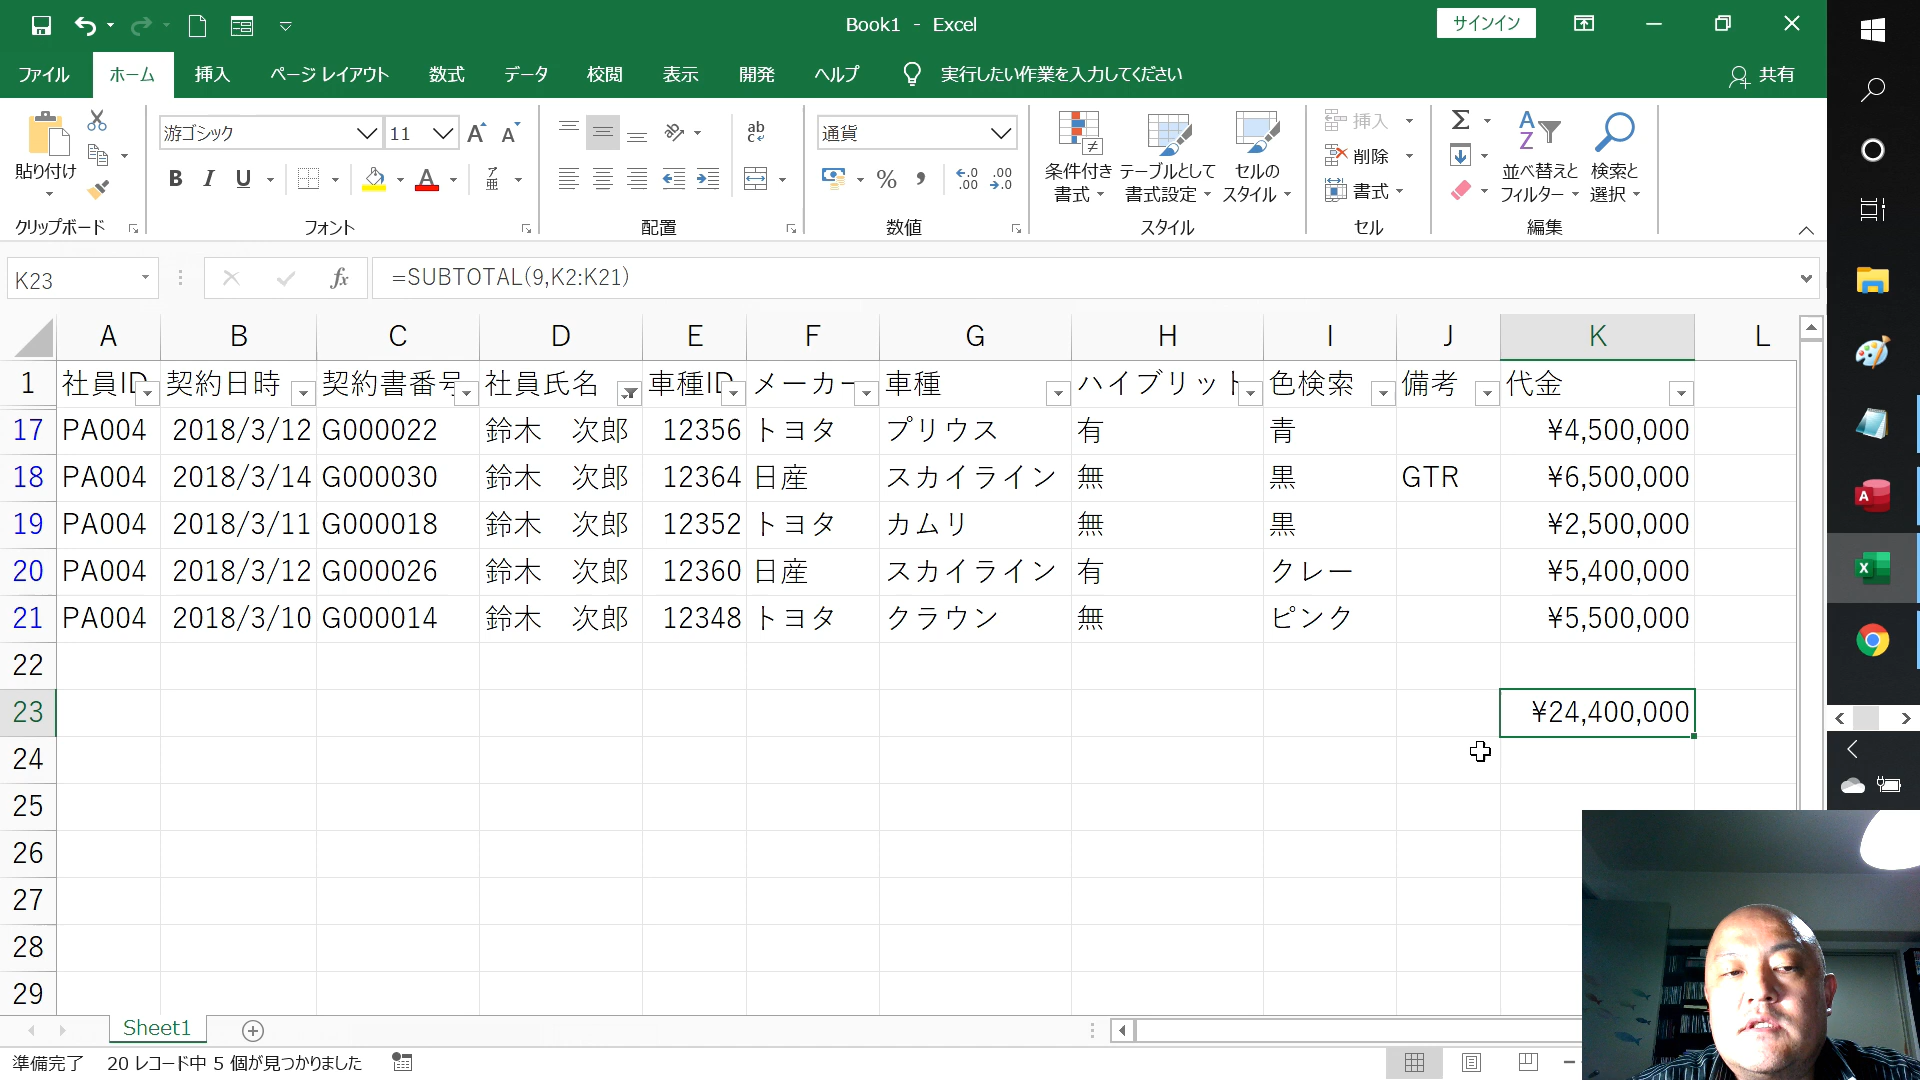 Book1 - Excel
サインイン
ファイル ホーム 挿入 ページ レイアウト 数式 データ 校閲 表示 開発 ヘルプ 実行したい作業を入力してください 共有
貼り付け
クリップボード
游ゴシック 11
フォント
配置
通貨
数値
条件付き 書式
テーブルとして 書式設定
セルの スタイル
スタイル
挿入
削除
書式
セル
並べ替えと フィルター
検索と 選択
編集
K23 fx =SUBTOTAL(9,K2:K21)
A B C D E F G H I J K L
1 社員ID 契約日時 契約書番号 社員氏名 車種ID メーカー 車種 ハイブリット 色検索 備考 代金
17 PA004 2018/3/12 G000022 鈴木　次郎 12356 トヨタ プリウス 有 青 ¥4,500,000
18 PA004 2018/3/14 G000030 鈴木　次郎 12364 日産 スカイライン 無 黒 GTR ¥6,500,000
19 PA004 2018/3/11 G000018 鈴木　次郎 12352 トヨタ カムリ 無 黒 ¥2,500,000
20 PA004 2018/3/12 G000026 鈴木　次郎 12360 日産 スカイライン 有 クレー ¥5,400,000
21 PA004 2018/3/10 G000014 鈴木　次郎 12348 トヨタ クラウン 無 ピンク ¥5,500,000
22
23 ¥24,400,000
24
25
26
27
28
29
Sheet1
準備完了 20 レコード中 5 個が見つかりました